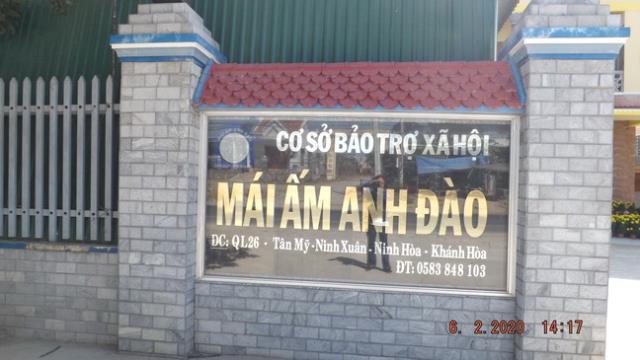 CƠ SỞ BẢO TRỢ XÃ HỘI
MÁI ẤM ANH ĐÀO
ĐC: QL26 - Tân Mỹ - Ninh Xuân - Ninh Hòa - Khánh Hòa
ĐT: 0583 848 103
6. 2. 2020 14:17